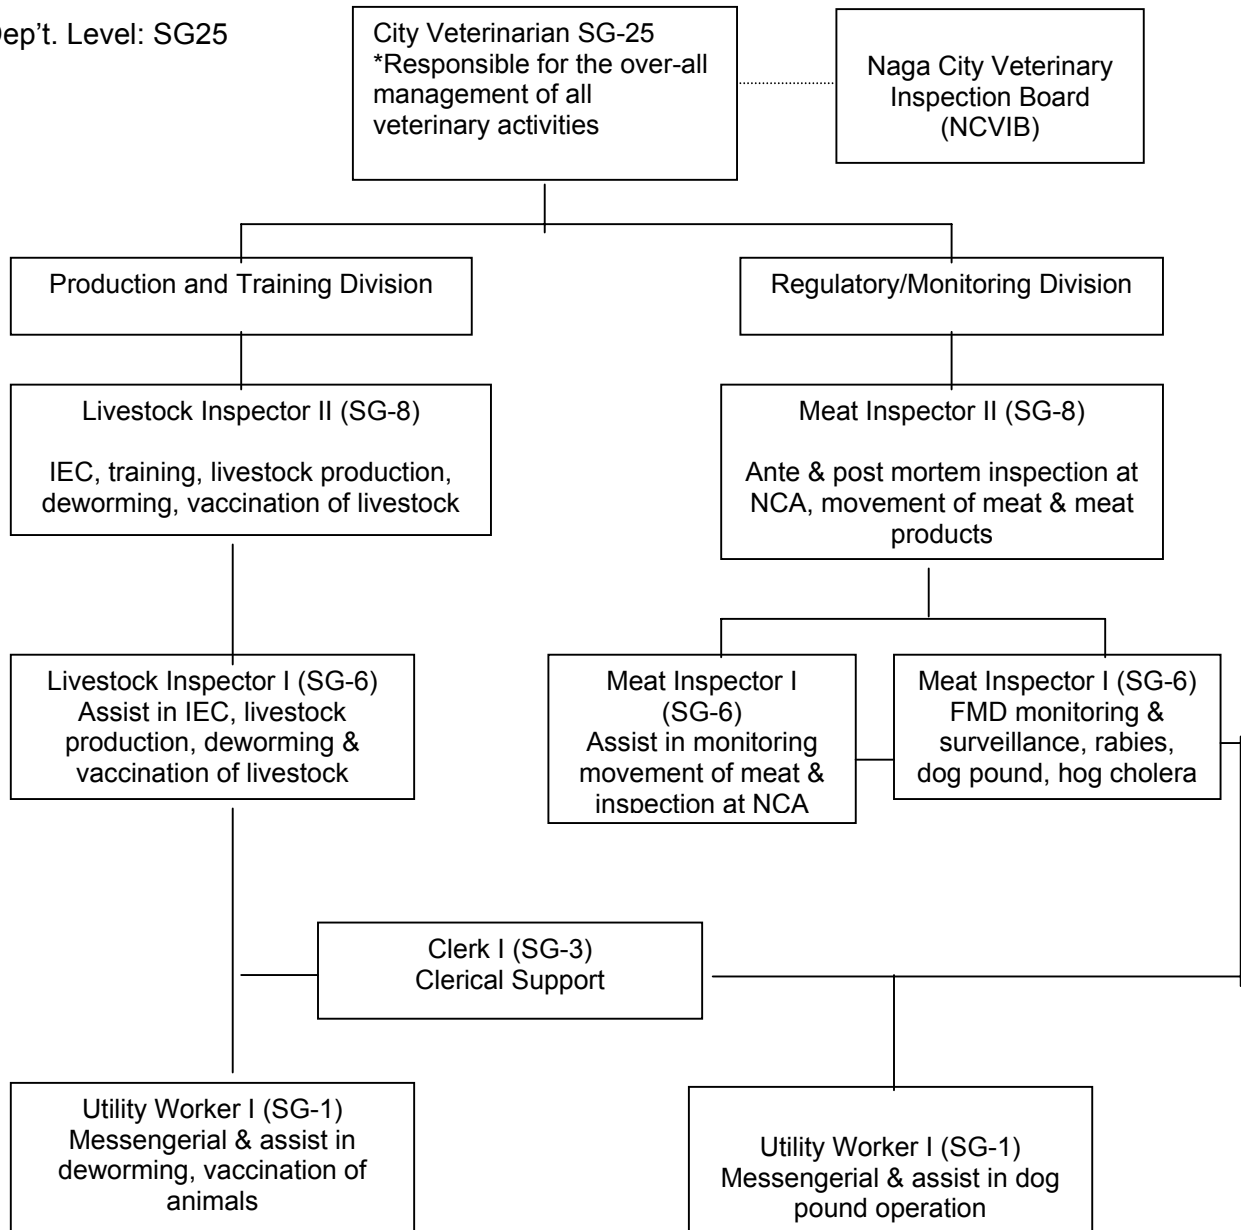 Dep’t. Level: SG25
City Veterinarian SG-25
*Responsible for the over-all
management of all
veterinary activities
Naga City Veterinary
Inspection Board
(NCVIB)
Production and Training Division
Regulatory/Monitoring Division
Livestock Inspector II (SG-8)
IEC, training, livestock production,
deworming, vaccination of livestock
Meat Inspector II (SG-8)
Ante & post mortem inspection at
NCA, movement of meat & meat
products
Livestock Inspector I (SG-6)
Assist in IEC, livestock
production, deworming &
vaccination of livestock
Meat Inspector I
(SG-6)
Assist in monitoring
movement of meat &
inspection at NCA
Meat Inspector I (SG-6)
FMD monitoring &
surveillance, rabies,
dog pound, hog cholera
Clerk I (SG-3)
Clerical Support
Utility Worker I (SG-1)
Messengerial & assist in
deworming, vaccination of
animals
Utility Worker I (SG-1)
Messengerial & assist in dog
pound operation